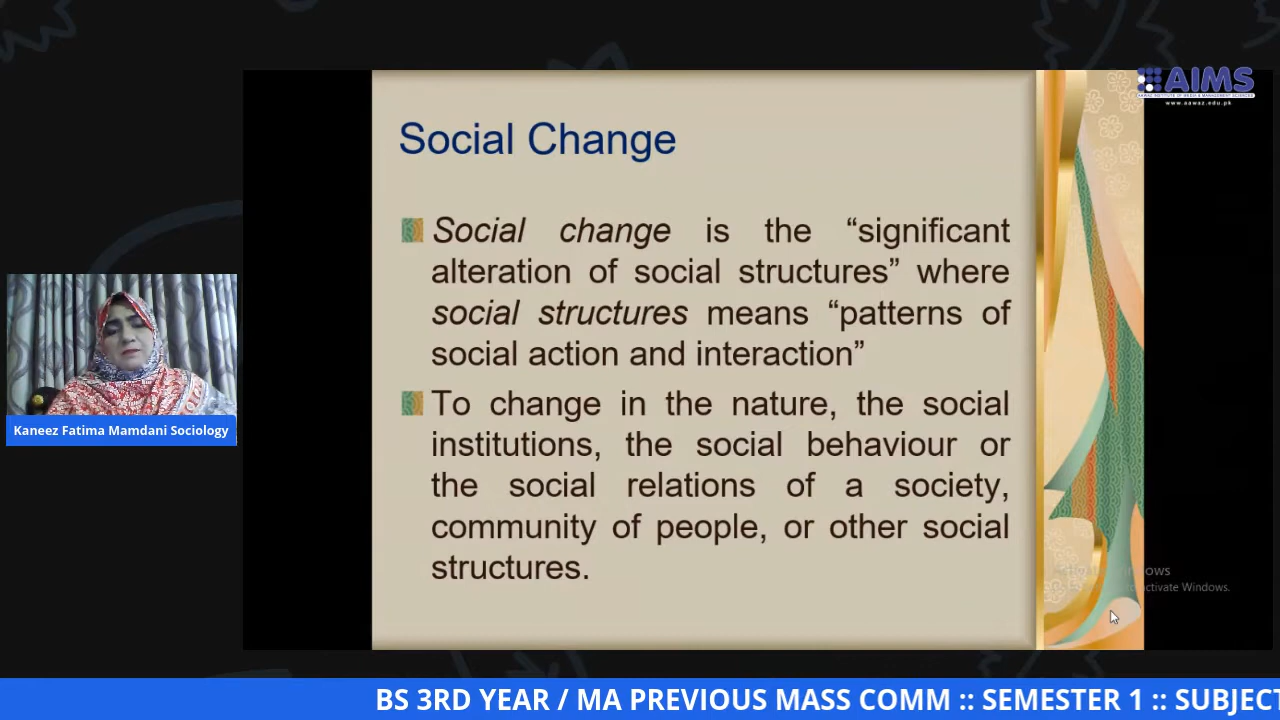 AIMS
www.aawaz.edu.pk
Social Change
Social change is the “significant
alteration of social structures” where
social structures means “patterns of
social action and interaction”
To change in the nature, the social
institutions, the social behaviour or
the social relations of a society,
community of people, or other social
structures.
Kaneez Fatima Mamdani Sociology
BS 3RD YEAR / MA PREVIOUS MASS COMM :: SEMESTER 1 :: SUBJECT